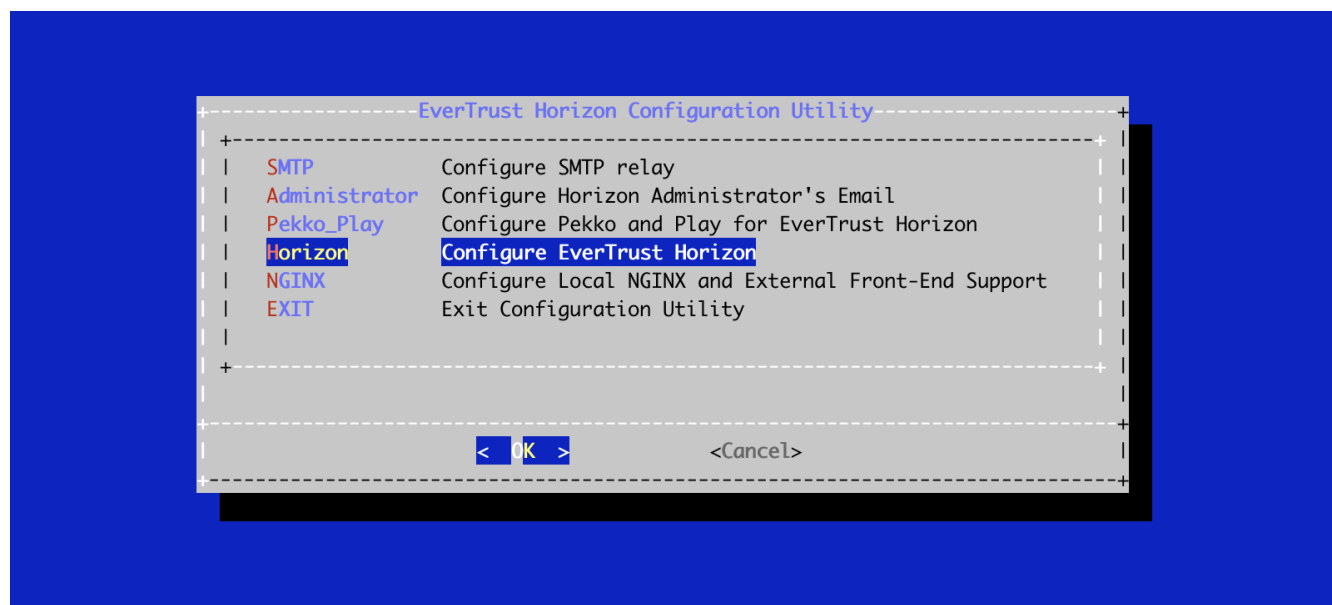 EverTrust Horizon Configuration Utility
SMTP Configure SMTP relay
Administrator Configure Horizon Administrator's Email
Pekko_Play Configure Pekko and Play for EverTrust Horizon
Horizon Configure EverTrust Horizon
NGINX Configure Local NGINX and External Front-End Support
EXIT Exit Configuration Utility
< OK > <Cancel>